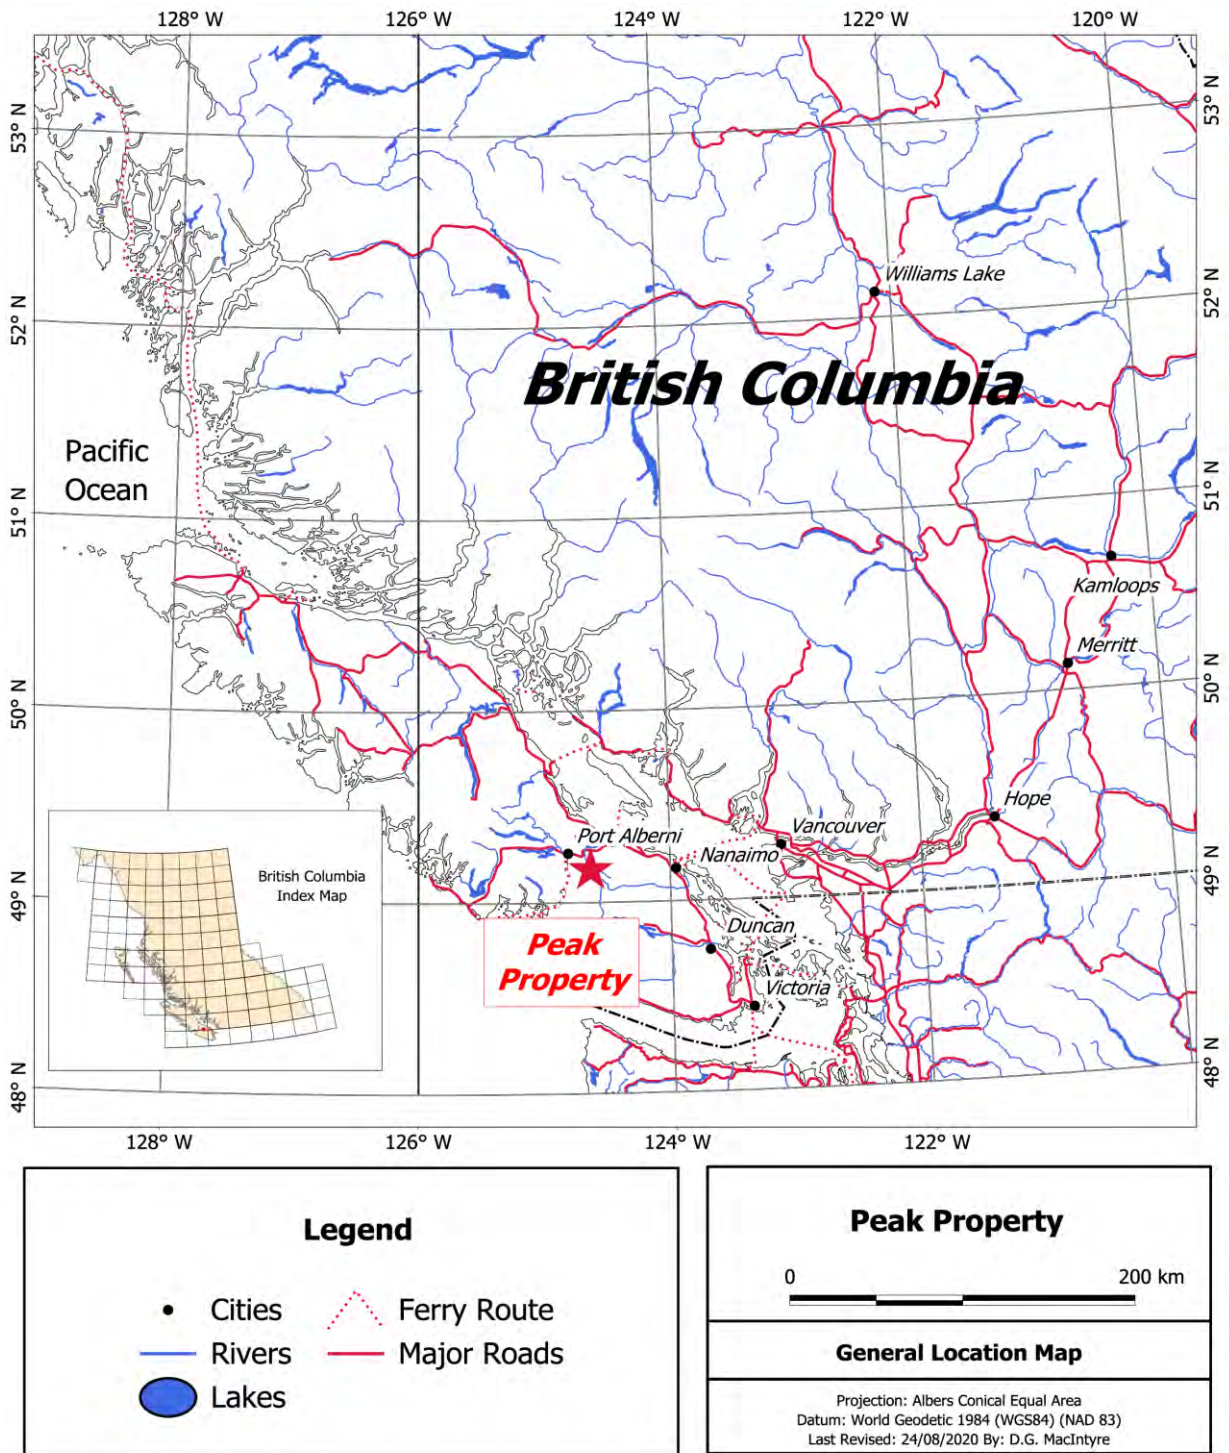 128° W
126° W
124° W
122° W
120° W
53° N
53° N
Williams Lake
52° N
52° N
British Columbia
Pacific
Ocean
51° N
51° N
Kamloops
Merritt
50° N
50° N
Hope
Port Alberni
Vancouver
Nanaimo
British Columbia
Index Map
49° N
49° N
Peak
Property
Duncan
Victoria
48° N
48° N
128° W
126° W
124° W
122° W
Legend
Cities
Ferry Route
Rivers
Major Roads
Lakes
Peak Property
0
200 km
General Location Map
Projection: Albers Conical Equal Area
Datum: World Geodetic 1984 (WGS84) (NAD 83)
Last Revised: 24/08/2020 By: D.G. MacIntyre